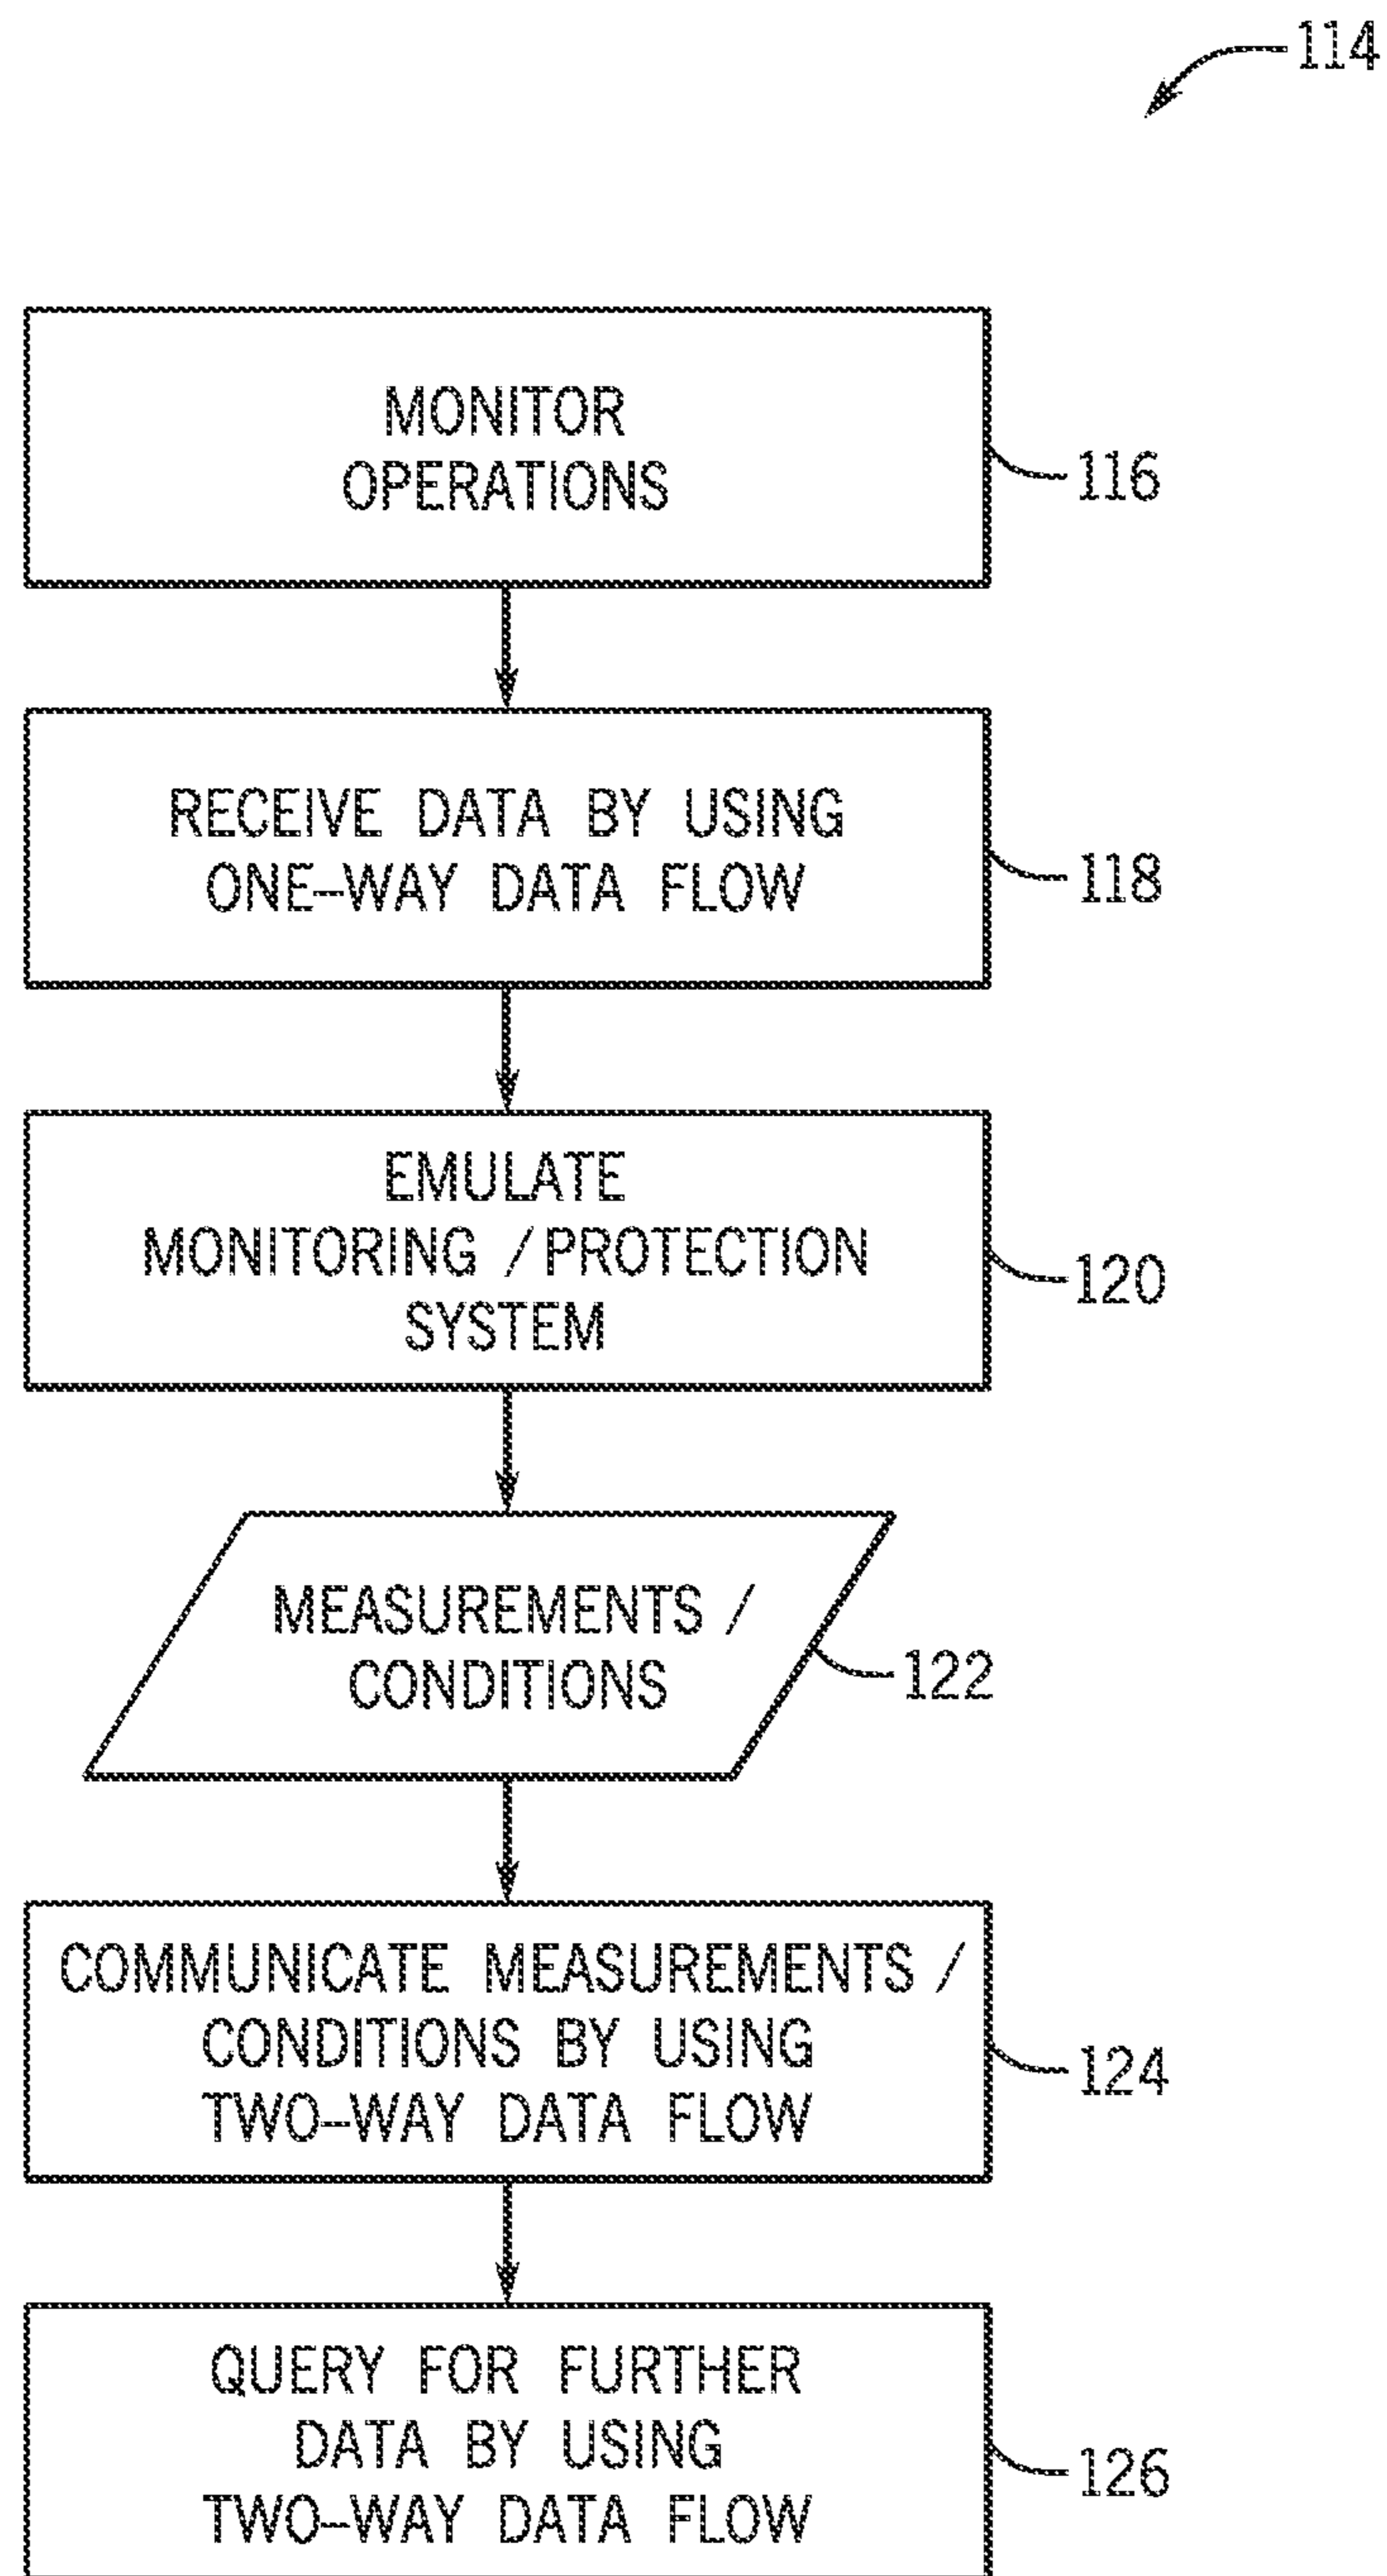 114
MONITOR
OPERATIONS
116
RECEIVE DATA BY USING
ONE-WAY DATA FLOW
118
EMULATE
MONITORING / PROTECTION
SYSTEM
120
MEASUREMENTS /
CONDITIONS
122
COMMUNICATE MEASUREMENTS /
CONDITIONS BY USING
TWO-WAY DATA FLOW
124
QUERY FOR FURTHER
DATA BY USING
TWO-WAY DATA FLOW
126